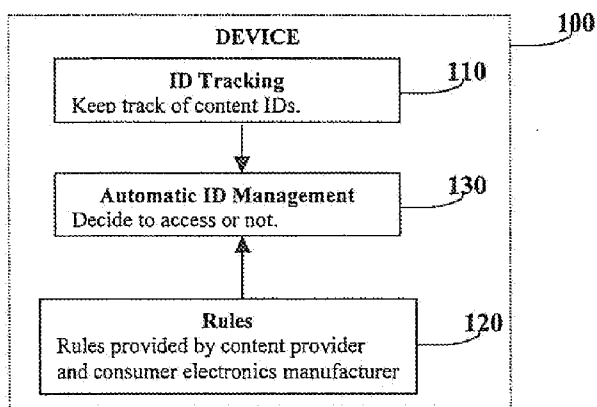 DEVICE
100
ID Tracking
110
Keep track of content IDs.
Automatic ID Management
130
Decide to access or not.
Rules
120
Rules provided by content provider
and consumer electronics manufacturer